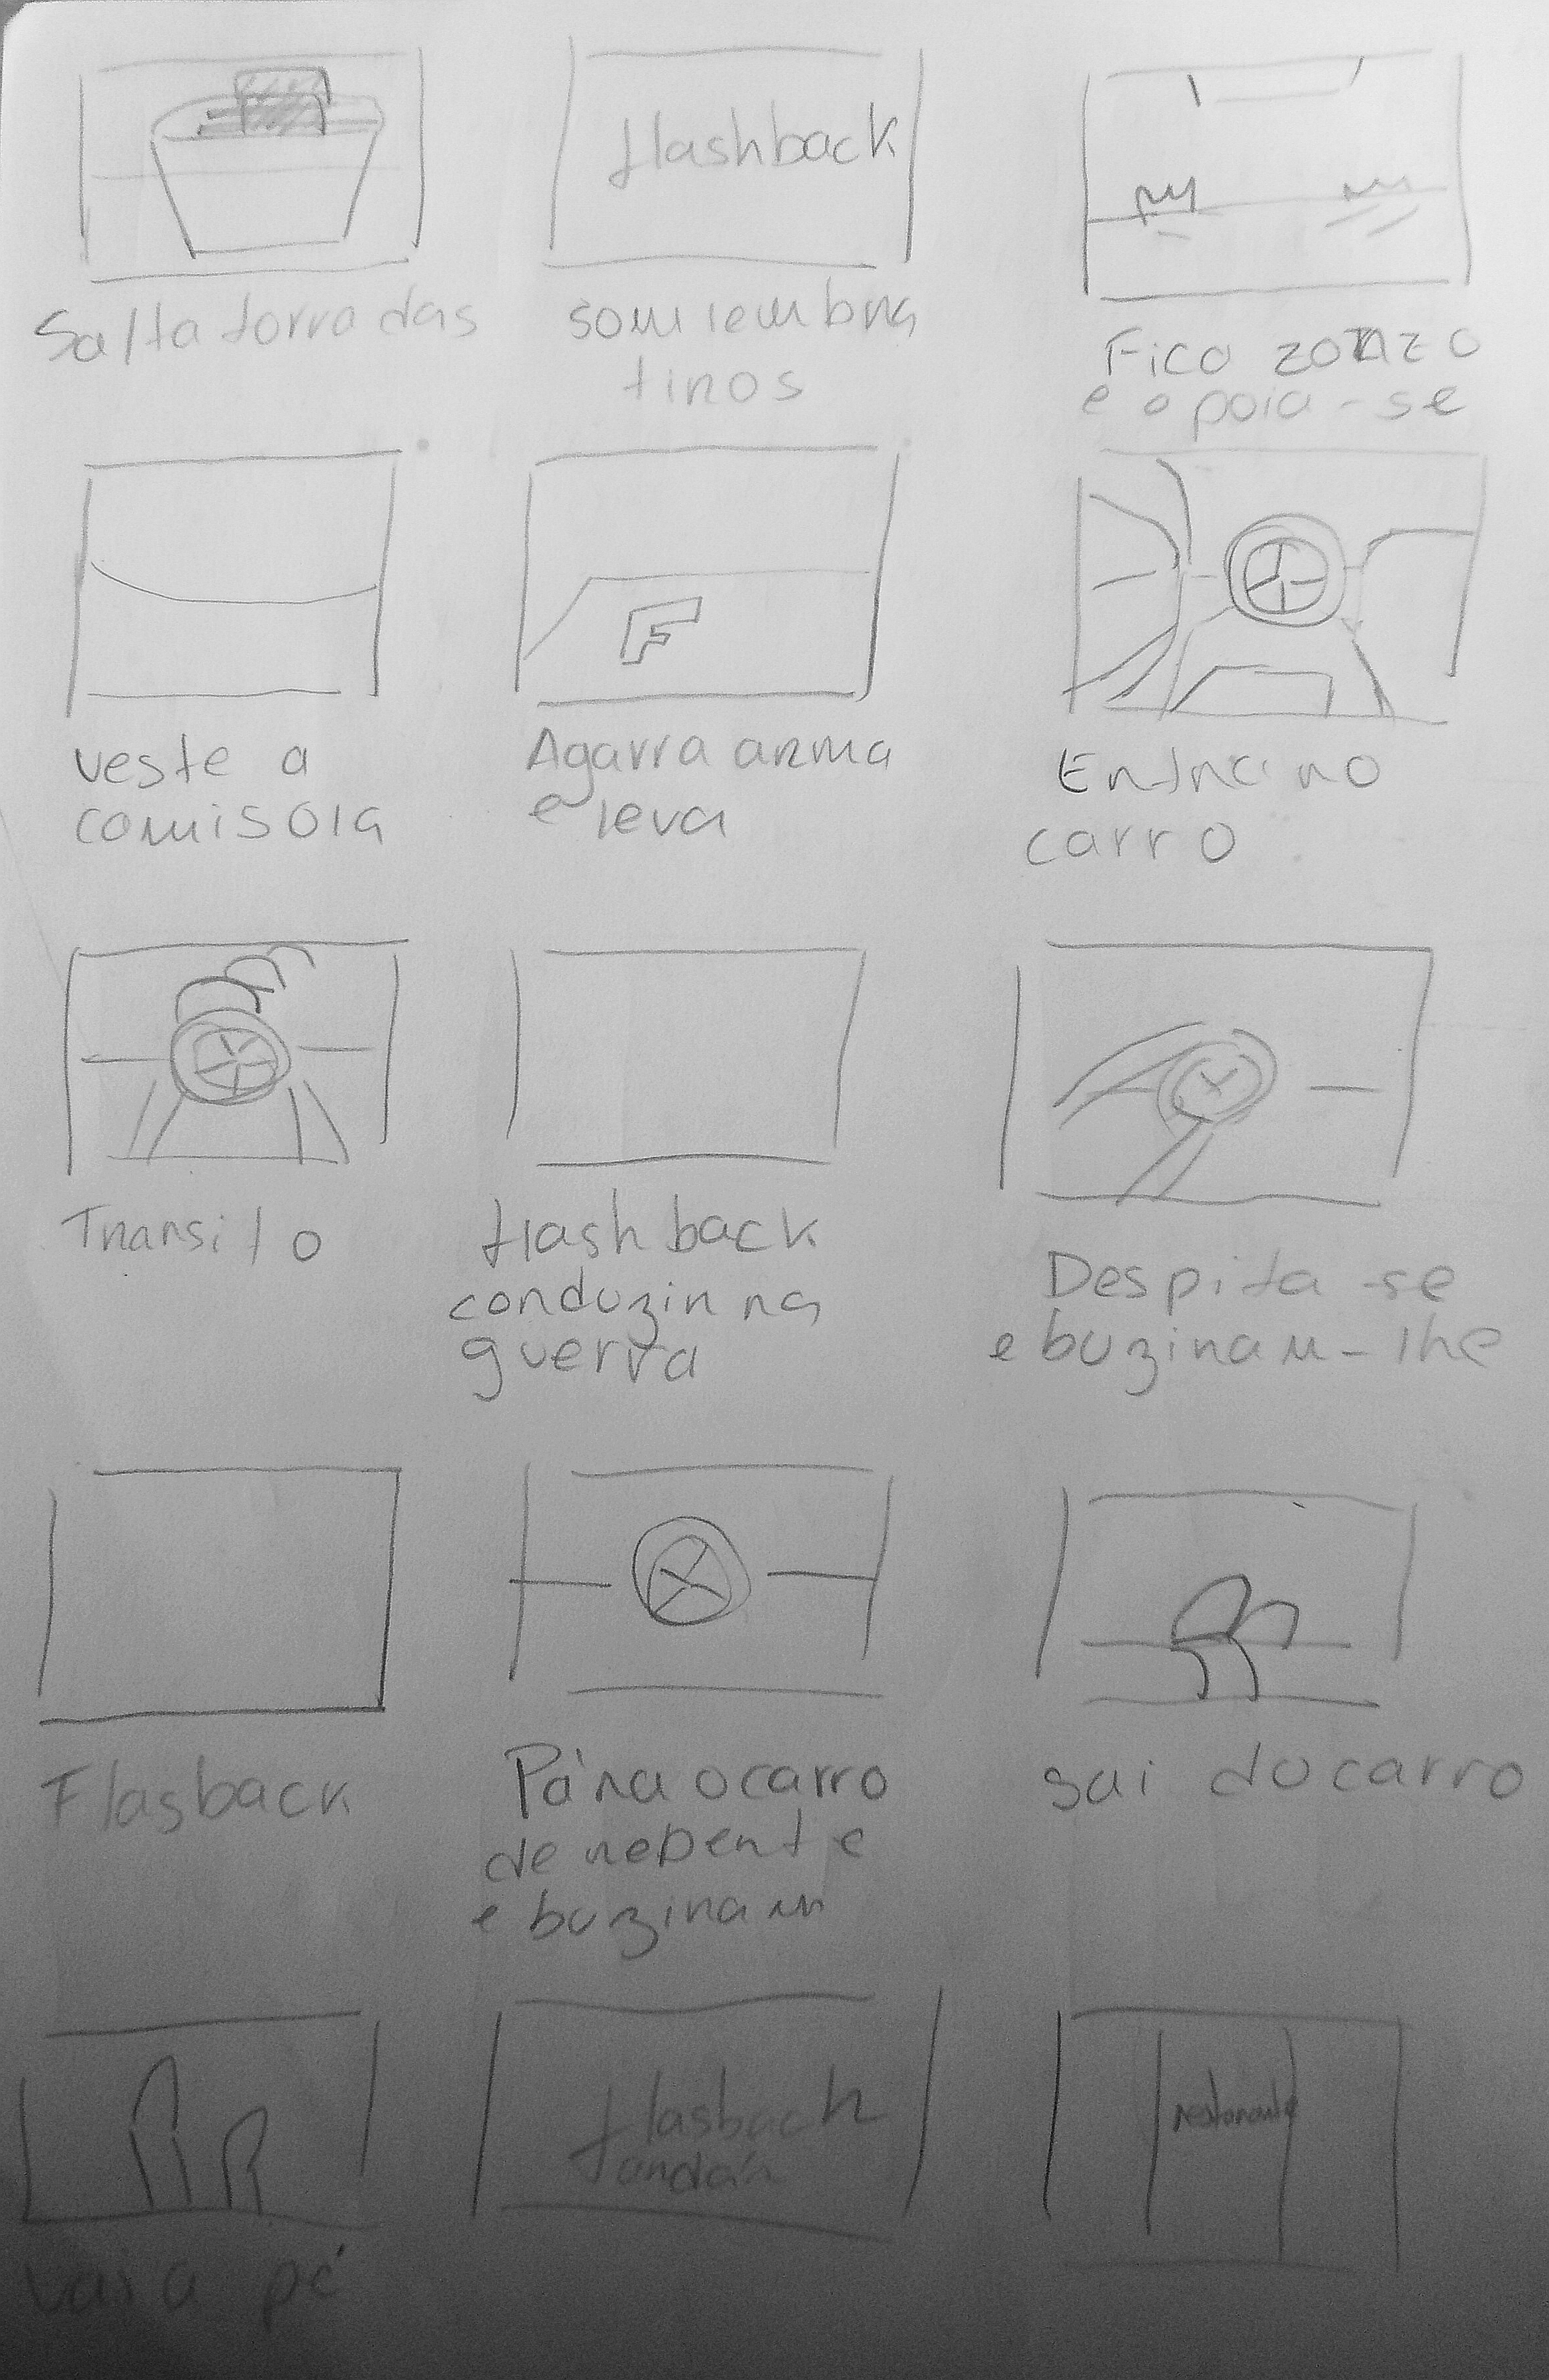 Salta torradas
flashback
som lembra
tiros
Fico zonzo
e apoia-se
veste a
camisola
Agarra arma
e leva
Entra no
carro
Transito
flashback
conduzir na
guerra
Despita-se
e buzinam-lhe
Flasback
Pára o carro
de repente
e buzinam
sai do carro
vai a pé
flasback
andar
restaurante